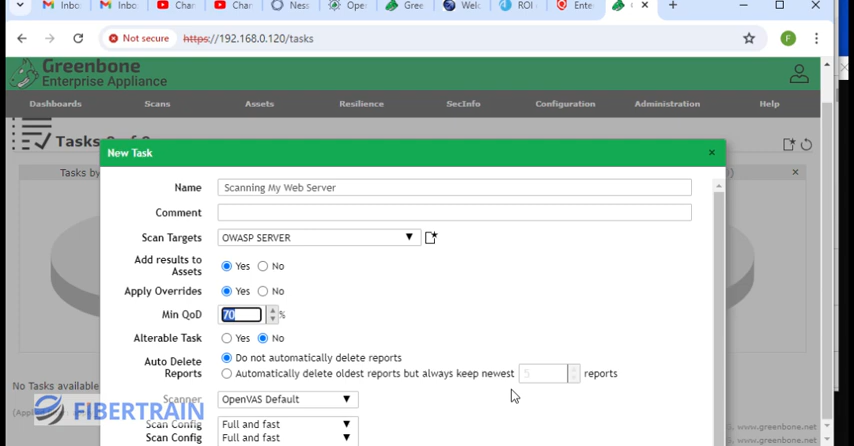 Inbo
Inbo
Char
Char
Ness
Ope
Gree
Welc
ROI
Ente
Not secure https://192.168.0.120/tasks
F
Greenbone
Enterprise Appliance
Dashboards Scans Assets Resilience SecInfo Configuration Administration Help
Tasks
Tasks by
New Task
Name Scanning My Web Server
Comment
Scan Targets OWASP SERVER
Add results to
Assets
Yes No
Apply Overrides Yes No
Min QoD 70 %
Alterable Task Yes No
Auto Delete
Reports
Do not automatically delete reports
Automatically delete oldest reports but always keep newest 5 reports
Scanner OpenVAS Default
Scan Config Full and fast
Scan Config Full and fast
No Tasks available
FIBERTRAIN
www.greenbone.net
www.greenbone.net